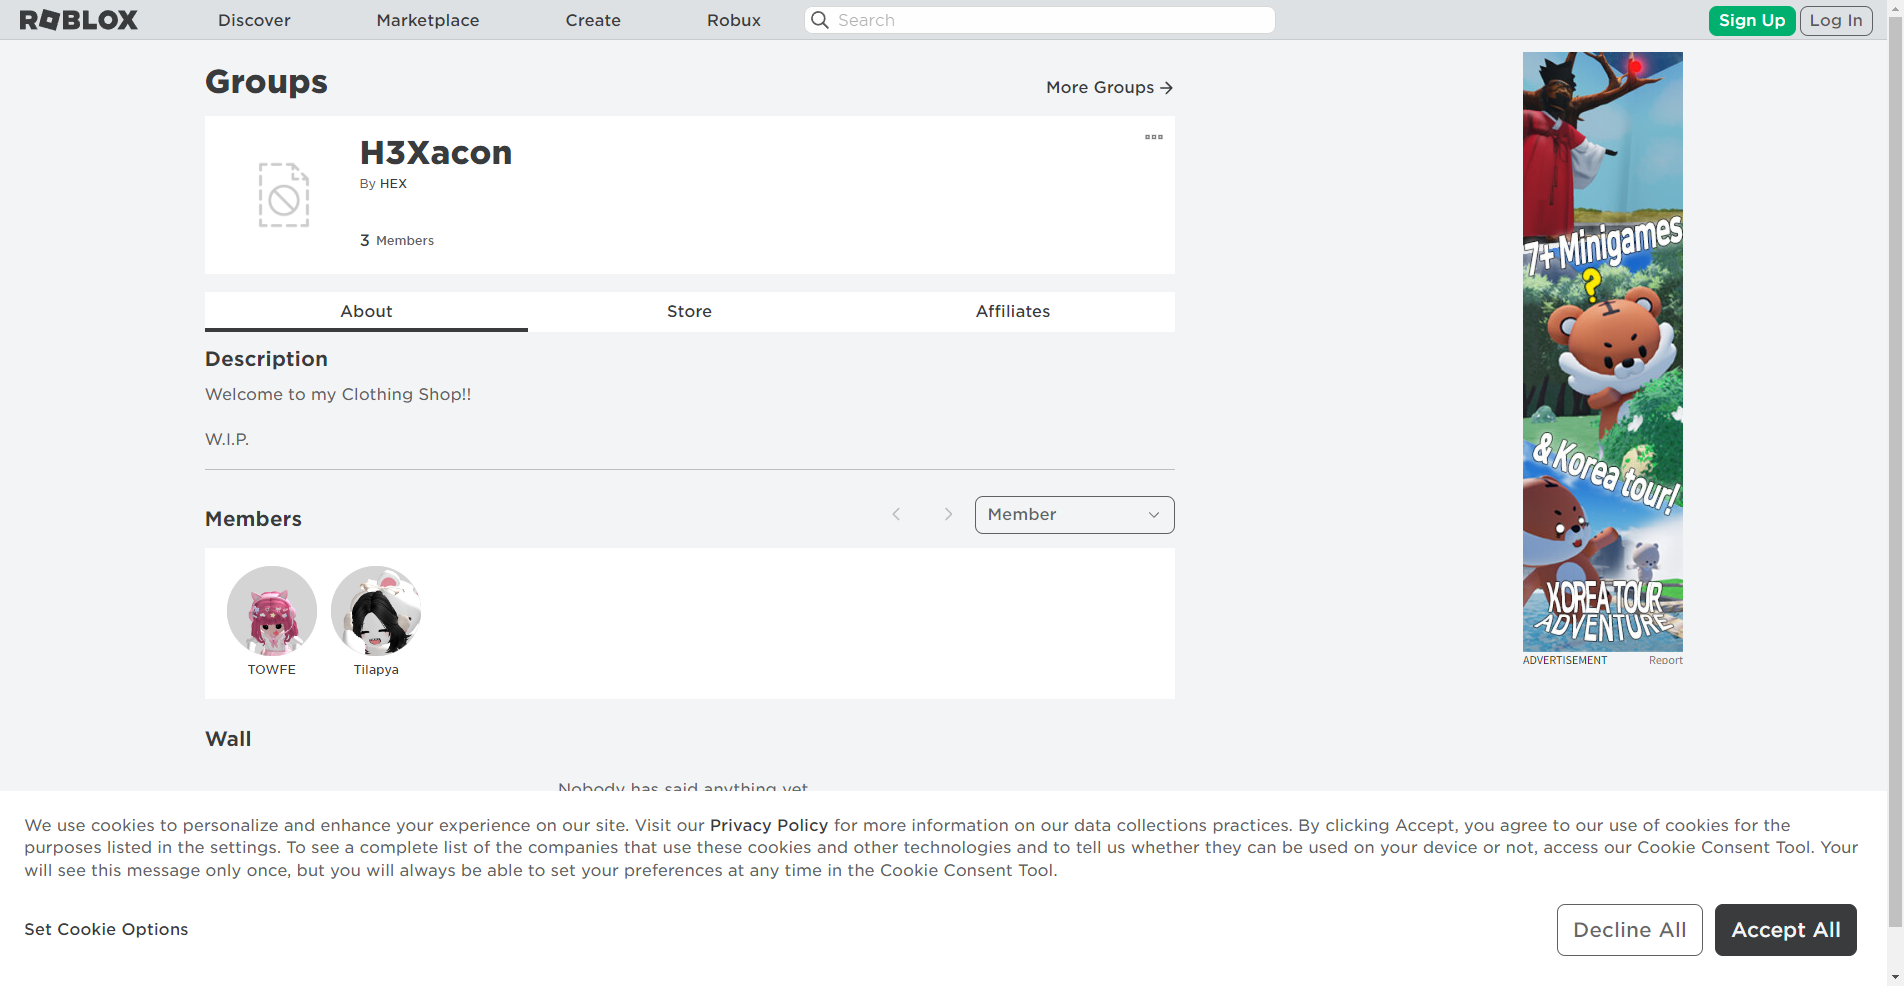 ROBLOX
Discover
Marketplace
Create
Robux
Search
Sign Up
Log In
Groups
More Groups
H3Xacon
By HEX
3 Members
About
Store
Affiliates
Description
Welcome to my Clothing Shop!!
W.I.P.
Members
Member
TOWFE
Tilapya
Wall
Nobody has said anything yet
7+ Minigames
?
& Korea tour!
KOREA TOUR
ADVENTURE
ADVERTISEMENT
Report
We use cookies to personalize and enhance your experience on our site. Visit our Privacy Policy for more information on our data collections practices. By clicking Accept, you agree to our use of cookies for the
purposes listed in the settings. To see a complete list of the companies that use these cookies and other technologies and to tell us whether they can be used on your device or not, access our Cookie Consent Tool. Your
will see this message only once, but you will always be able to set your preferences at any time in the Cookie Consent Tool.
Set Cookie Options
Decline All
Accept All